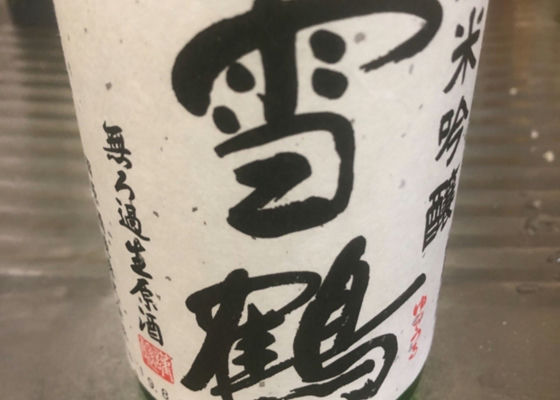 米吟醸
雪鶴
ゆきつる
無ろ過生原酒